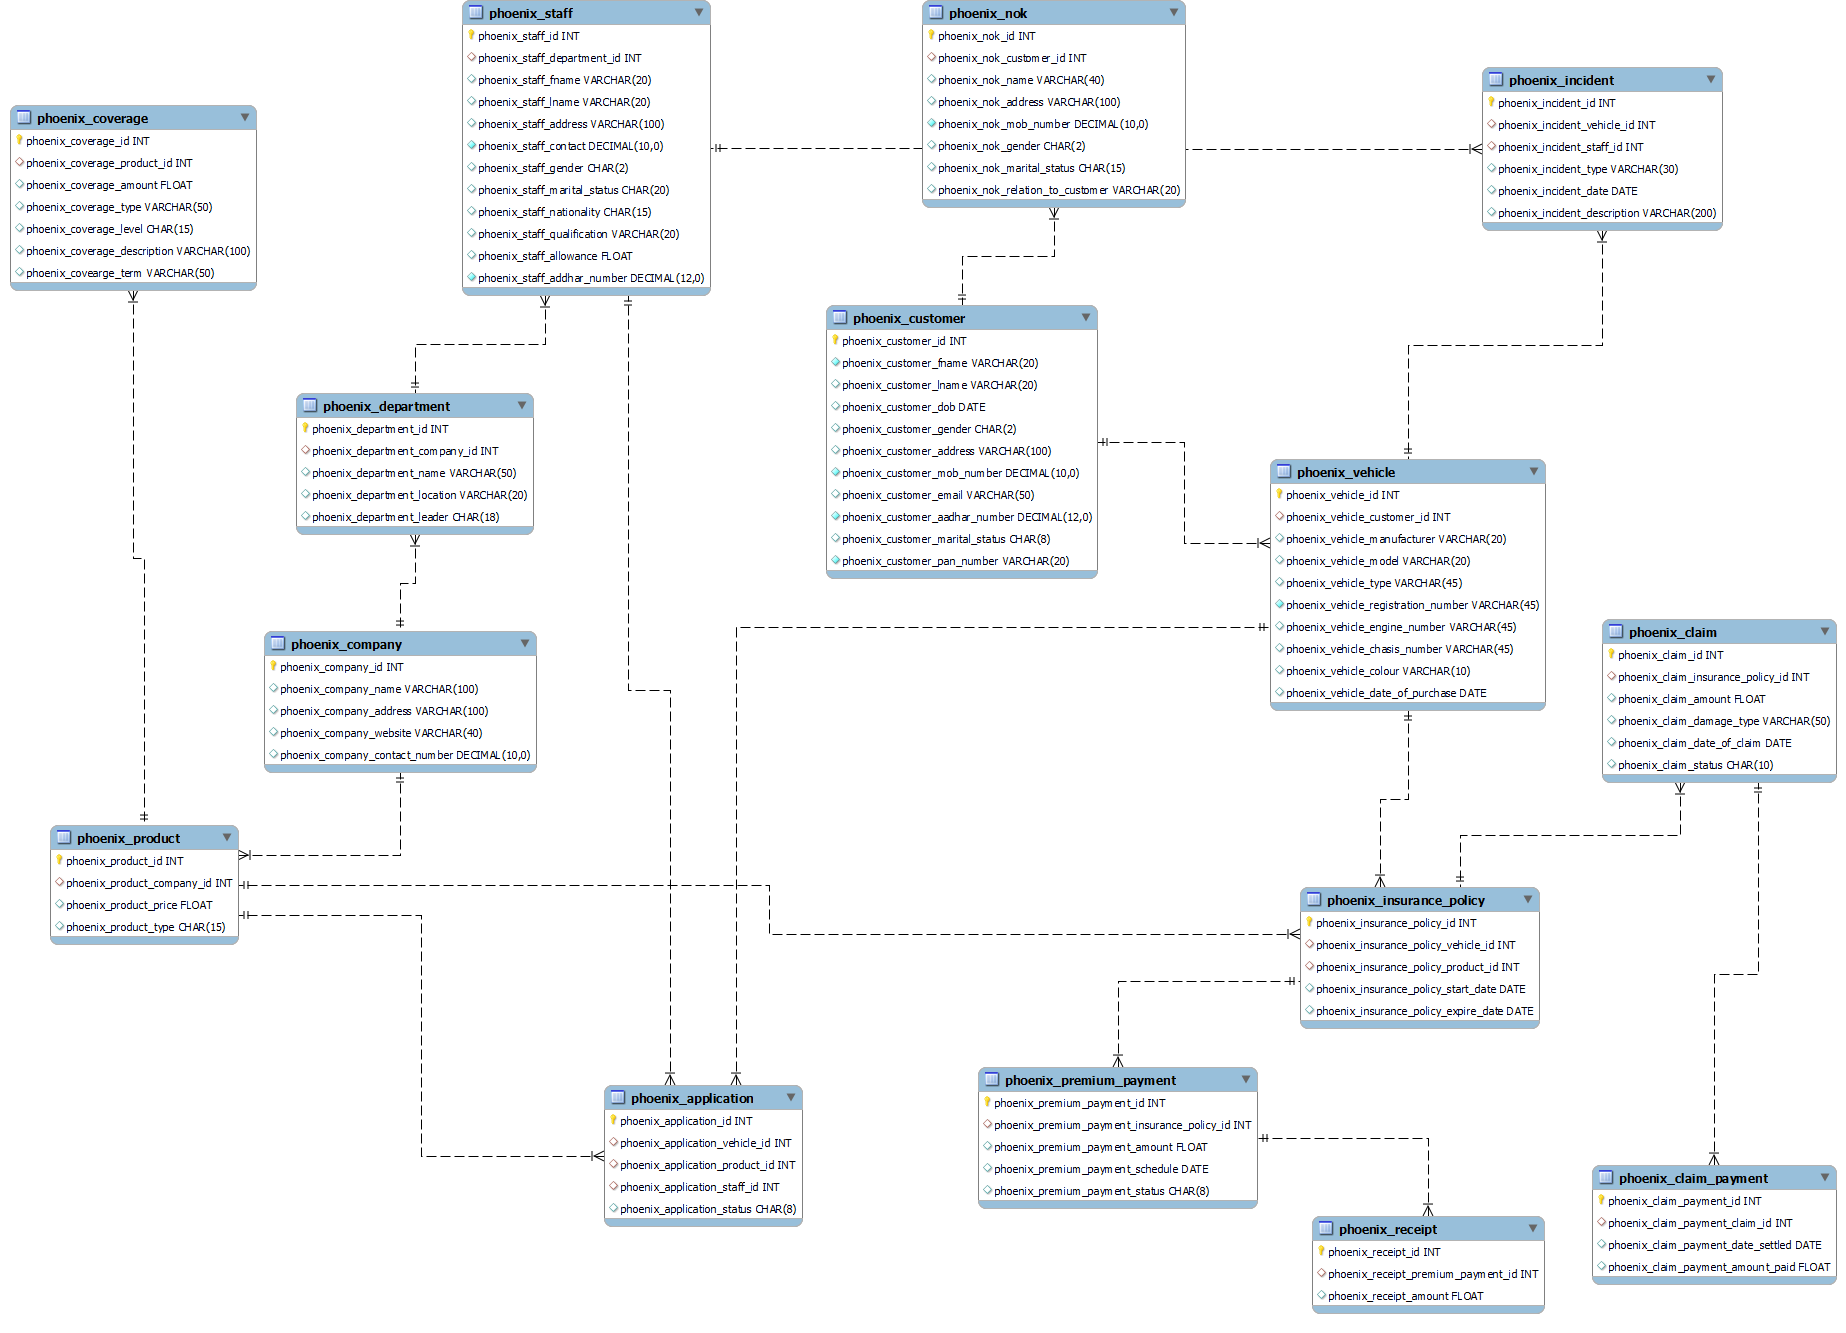 phoenix_staff
phoenix_staff_id INT
phoenix_staff_department_id INT
phoenix_staff_fname VARCHAR(20)
phoenix_staff_lname VARCHAR(20)
phoenix_staff_address VARCHAR(100)
phoenix_staff_contact DECIMAL(10,0)
phoenix_staff_gender CHAR(2)
phoenix_staff_marital_status CHAR(20)
phoenix_staff_nationality CHAR(15)
phoenix_staff_qualification VARCHAR(20)
phoenix_staff_allowance FLOAT
phoenix_staff_addhar_number DECIMAL(12,0)
phoenix_nok
phoenix_nok_id INT
phoenix_nok_customer_id INT
phoenix_nok_name VARCHAR(40)
phoenix_nok_address VARCHAR(100)
phoenix_nok_mob_number DECIMAL(10,0)
phoenix_nok_gender CHAR(2)
phoenix_nok_marital_status CHAR(15)
phoenix_nok_relation_to_customer VARCHAR(20)
phoenix_incident
phoenix_incident_id INT
phoenix_incident_vehicle_id INT
phoenix_incident_staff_id INT
phoenix_incident_type VARCHAR(30)
phoenix_incident_date DATE
phoenix_incident_description VARCHAR(200)
phoenix_coverage
phoenix_coverage_id INT
phoenix_coverage_product_id INT
phoenix_coverage_amount FLOAT
phoenix_coverage_type VARCHAR(50)
phoenix_coverage_level CHAR(15)
phoenix_coverage_description VARCHAR(100)
phoenix_covearge_term VARCHAR(50)
phoenix_customer
phoenix_customer_id INT
phoenix_customer_fname VARCHAR(20)
phoenix_customer_lname VARCHAR(20)
phoenix_customer_dob DATE
phoenix_customer_gender CHAR(2)
phoenix_customer_address VARCHAR(100)
phoenix_customer_mob_number DECIMAL(10,0)
phoenix_customer_email VARCHAR(50)
phoenix_customer_aadhar_number DECIMAL(12,0)
phoenix_customer_marital_status CHAR(8)
phoenix_customer_pan_number VARCHAR(20)
phoenix_department
phoenix_department_id INT
phoenix_department_company_id INT
phoenix_department_name VARCHAR(50)
phoenix_department_location VARCHAR(20)
phoenix_department_leader CHAR(18)
phoenix_vehicle
phoenix_vehicle_id INT
phoenix_vehicle_customer_id INT
phoenix_vehicle_manufacturer VARCHAR(20)
phoenix_vehicle_model VARCHAR(20)
phoenix_vehicle_type VARCHAR(45)
phoenix_vehicle_registration_number VARCHAR(45)
phoenix_vehicle_engine_number VARCHAR(45)
phoenix_vehicle_chasis_number VARCHAR(45)
phoenix_vehicle_colour VARCHAR(10)
phoenix_vehicle_date_of_purchase DATE
phoenix_company
phoenix_company_id INT
phoenix_company_name VARCHAR(100)
phoenix_company_address VARCHAR(100)
phoenix_company_website VARCHAR(40)
phoenix_company_contact_number DECIMAL(10,0)
phoenix_claim
phoenix_claim_id INT
phoenix_claim_insurance_policy_id INT
phoenix_claim_amount FLOAT
phoenix_claim_damage_type VARCHAR(50)
phoenix_claim_date_of_claim DATE
phoenix_claim_status CHAR(10)
phoenix_product
phoenix_product_id INT
phoenix_product_company_id INT
phoenix_product_price FLOAT
phoenix_product_type CHAR(15)
phoenix_insurance_policy
phoenix_insurance_policy_id INT
phoenix_insurance_policy_vehicle_id INT
phoenix_insurance_policy_product_id INT
phoenix_insurance_policy_start_date DATE
phoenix_insurance_policy_expire_date DATE
phoenix_application
phoenix_application_id INT
phoenix_application_vehicle_id INT
phoenix_application_product_id INT
phoenix_application_staff_id INT
phoenix_application_status CHAR(8)
phoenix_premium_payment
phoenix_premium_payment_id INT
phoenix_premium_payment_insurance_policy_id INT
phoenix_premium_payment_amount FLOAT
phoenix_premium_payment_schedule DATE
phoenix_premium_payment_status CHAR(8)
phoenix_claim_payment
phoenix_claim_payment_id INT
phoenix_claim_payment_claim_id INT
phoenix_claim_payment_date_settled DATE
phoenix_claim_payment_amount_paid FLOAT
phoenix_receipt
phoenix_receipt_id INT
phoenix_receipt_premium_payment_id INT
phoenix_receipt_amount FLOAT